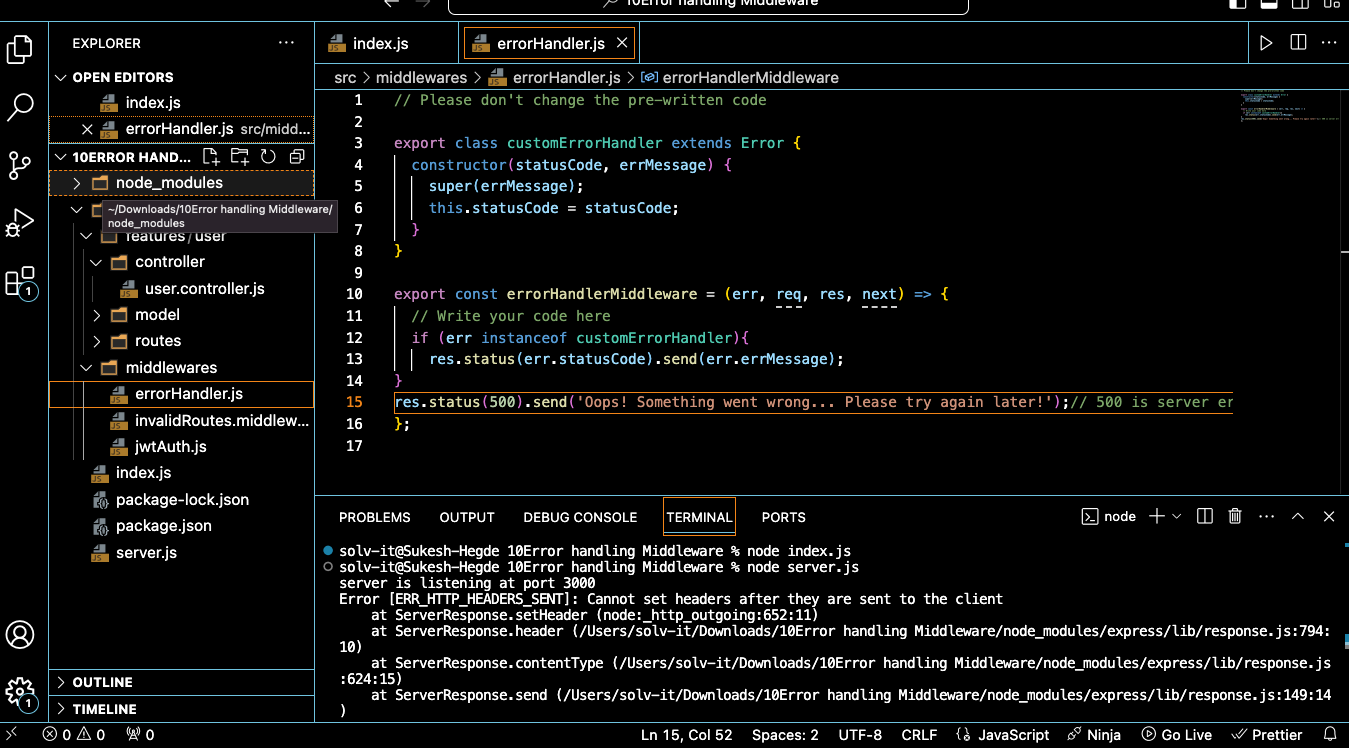 10Error handling Middleware
EXPLORER
OPEN EDITORS
index.js
errorHandler.js src/midd...
10ERROR HAND...
node_modules
~/Downloads/10Error handling Middleware/
node_modules
features/user
controller
user.controller.js
model
routes
middlewares
errorHandler.js
invalidRoutes.middlew...
jwtAuth.js
index.js
package-lock.json
package.json
server.js
OUTLINE
TIMELINE
1
1
index.js
errorHandler.js
src > middlewares > errorHandler.js > errorHandlerMiddleware
1 // Please don't change the pre-written code
2
3 export class customErrorHandler extends Error {
4 constructor(statusCode, errMessage) {
5 super(errMessage);
6 this.statusCode = statusCode;
7 }
8 }
9
10 export const errorHandlerMiddleware = (err, req, res, next) => {
11 // Write your code here
12 if (err instanceof customErrorHandler){
13 res.status(err.statusCode).send(err.errMessage);
14 }
15 res.status(500).send('Oops! Something went wrong... Please try again later!');// 500 is server er
16 };
17
PROBLEMS OUTPUT DEBUG CONSOLE TERMINAL PORTS
node
solv-it@Sukesh-Hegde 10Error handling Middleware % node index.js
solv-it@Sukesh-Hegde 10Error handling Middleware % node server.js
server is listening at port 3000
Error [ERR_HTTP_HEADERS_SENT]: Cannot set headers after they are sent to the client
at ServerResponse.setHeader (node:_http_outgoing:652:11)
at ServerResponse.header (/Users/solv-it/Downloads/10Error handling Middleware/node_modules/express/lib/response.js:794:
10)
at ServerResponse.contentType (/Users/solv-it/Downloads/10Error handling Middleware/node_modules/express/lib/response.js
:624:15)
at ServerResponse.send (/Users/solv-it/Downloads/10Error handling Middleware/node_modules/express/lib/response.js:149:14
)
0 0 0
Ln 15, Col 52 Spaces: 2 UTF-8 CRLF JavaScript Ninja Go Live Prettier